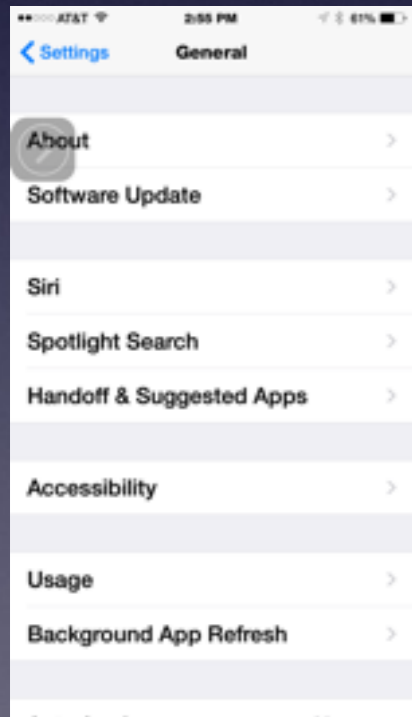 AT&T 2:55 PM 61%
Settings General
About
Software Update
Siri
Spotlight Search
Handoff & Suggested Apps
Accessibility
Usage
Background App Refresh